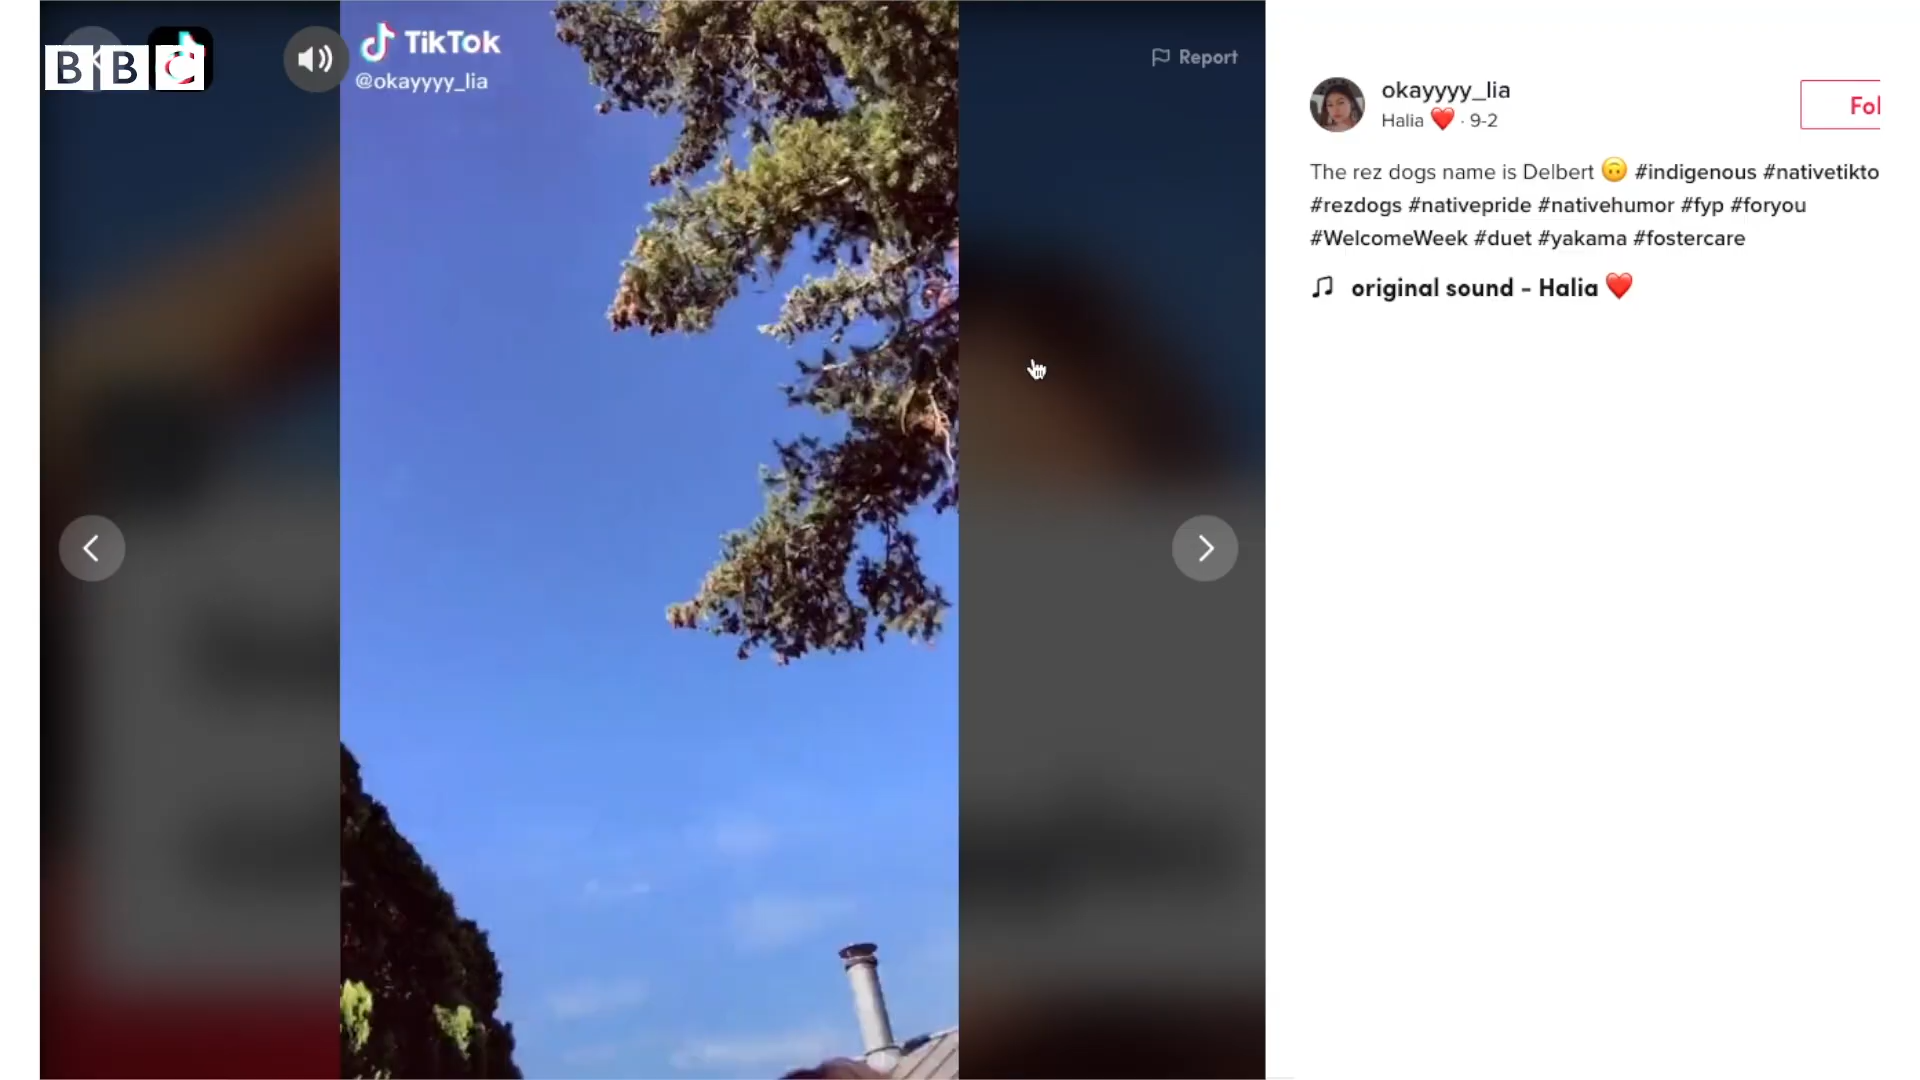 BBC
TikTok
@okayyyy_lia
Report
okayyyy_lia
Halia ❤️ · 9-2
Fol
The rez dogs name is Delbert 🙃 #indigenous #nativetikto
#rezdogs #nativepride #nativehumor #fyp #foryou
#WelcomeWeek #duet #yakama #fostercare
original sound - Halia ❤️